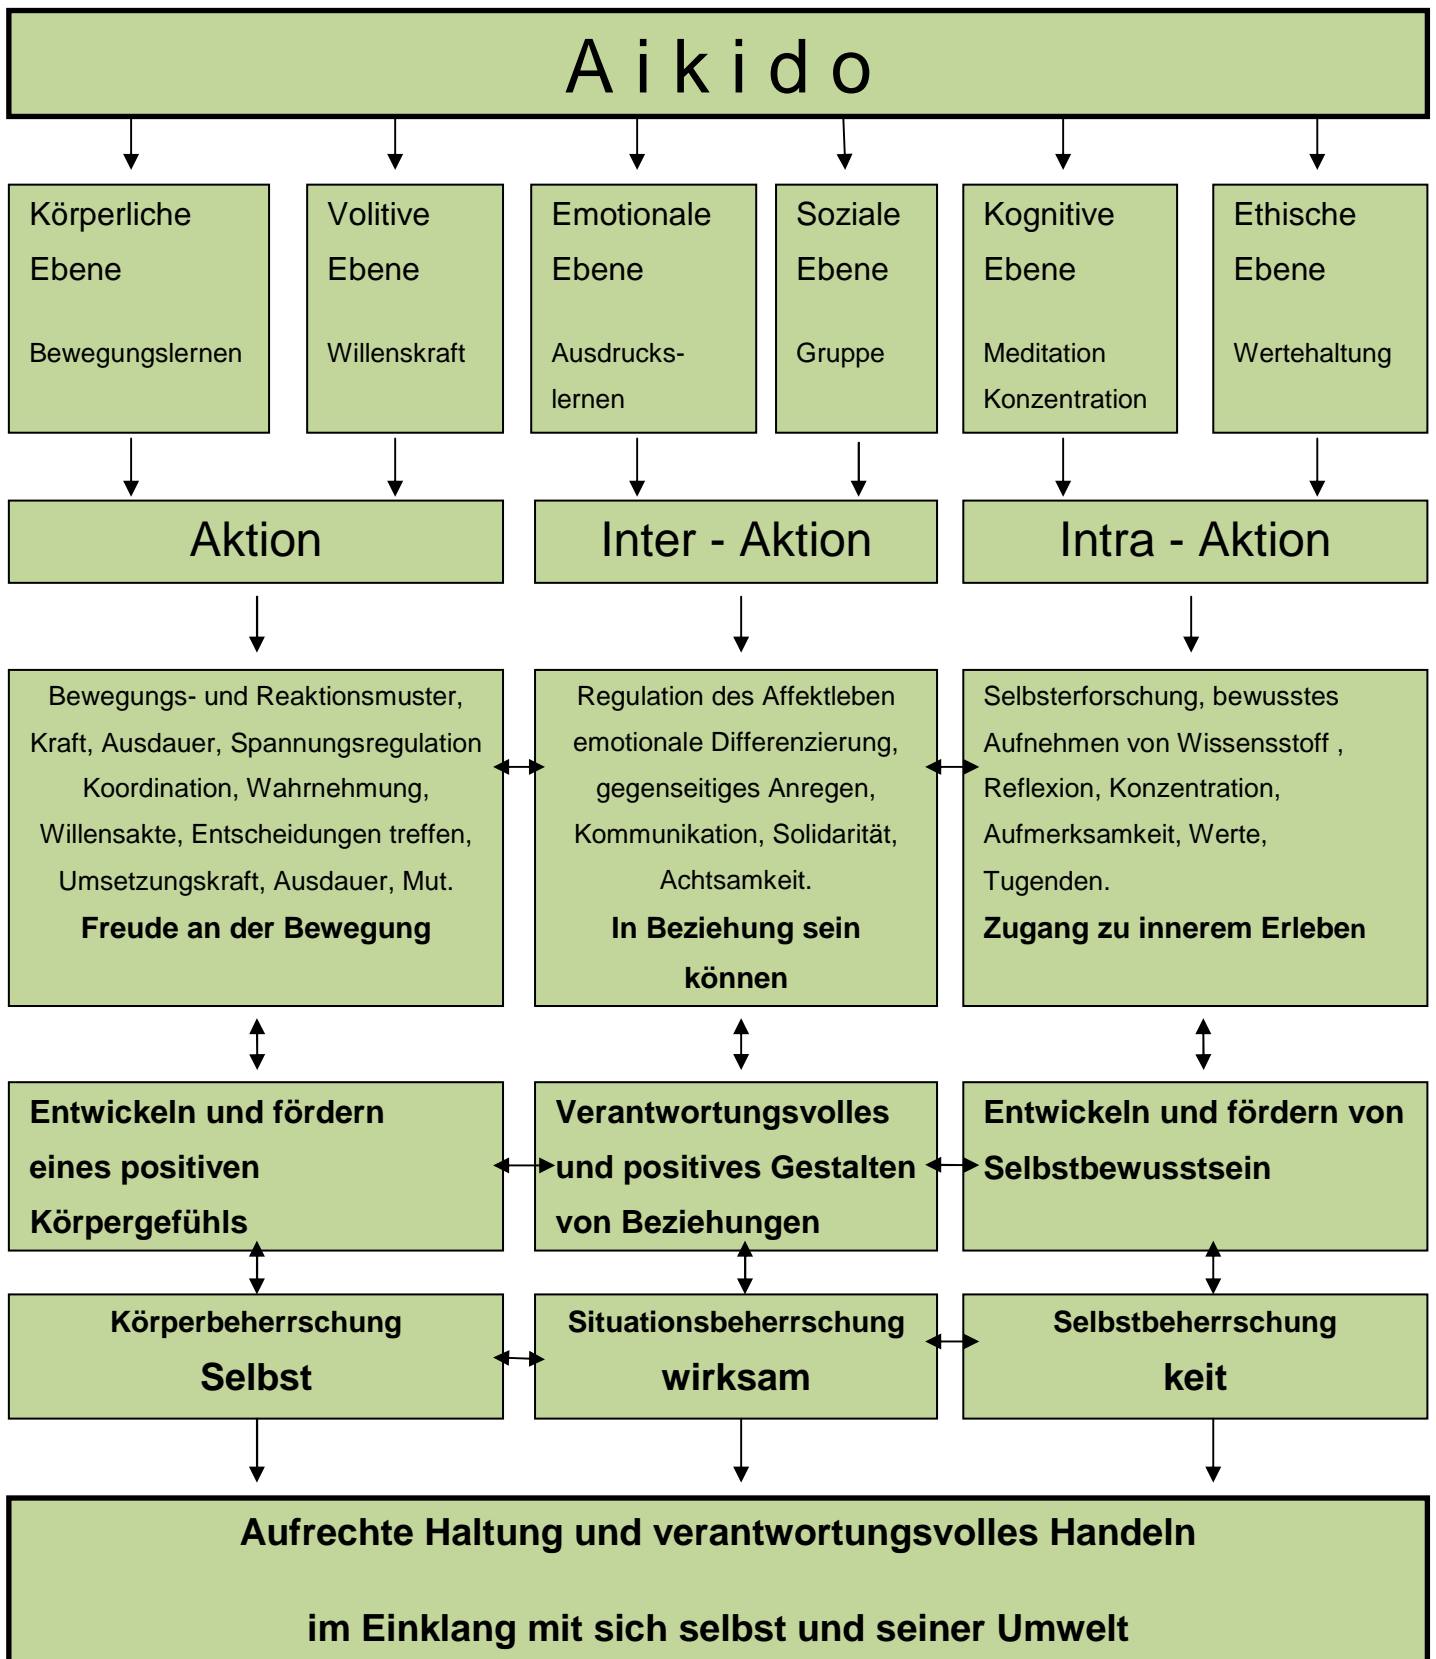 A i k i d o
Körperliche
Ebene
Bewegungslernen
Volitive
Ebene
Willenskraft
Emotionale
Ebene
Ausdrucks-
lernen
Soziale
Ebene
Gruppe
Kognitive
Ebene
Meditation
Konzentration
Ethische
Ebene
Wertehaltung
Aktion
Inter - Aktion
Intra - Aktion
Bewegungs- und Reaktionsmuster,
Kraft, Ausdauer, Spannungsregulation
Koordination, Wahrnehmung,
Willensakte, Entscheidungen treffen,
Umsetzungskraft, Ausdauer, Mut.
Freude an der Bewegung
Regulation des Affektleben
emotionale Differenzierung,
gegenseitiges Anregen,
Kommunikation, Solidarität,
Achtsamkeit.
In Beziehung sein
können
Selbsterforschung, bewusstes
Aufnehmen von Wissensstoff ,
Reflexion, Konzentration,
Aufmerksamkeit, Werte,
Tugenden.
Zugang zu innerem Erleben
Entwickeln und fördern
eines positiven
Körpergefühls
Verantwortungsvolles
und positives Gestalten
von Beziehungen
Entwickeln und fördern von
Selbstbewusstsein
Körperbeherrschung
Selbst
Situationsbeherrschung
wirksam
Selbstbeherrschung
keit
Aufrechte Haltung und verantwortungsvolles Handeln
im Einklang mit sich selbst und seiner Umwelt